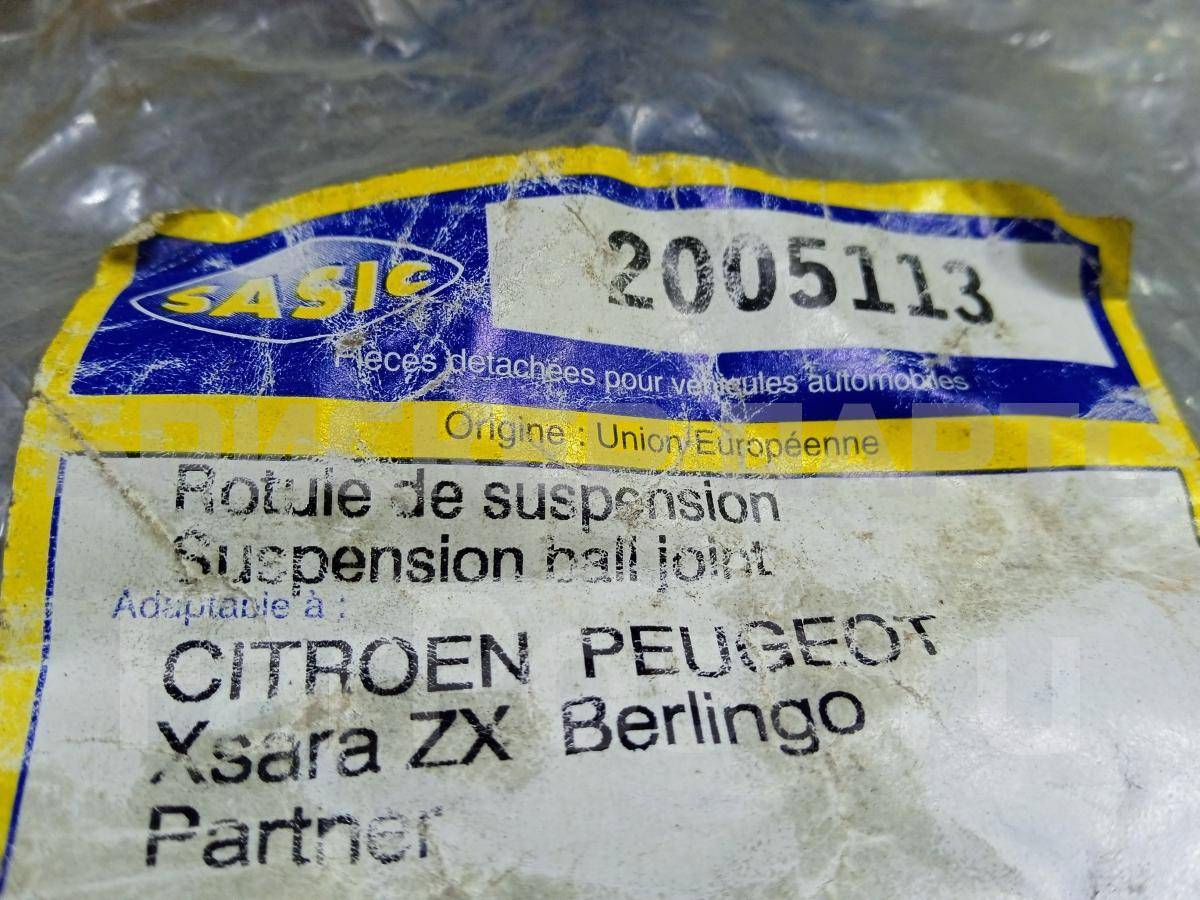 SASIC
2005113
Pièces détachées pour véhicules automobiles
Origine : Union Européenne
Rotule de suspension
Suspension ball joint
Adaptable à :
CITROEN PEUGEOT
Xsara ZX Berlingo
Partner